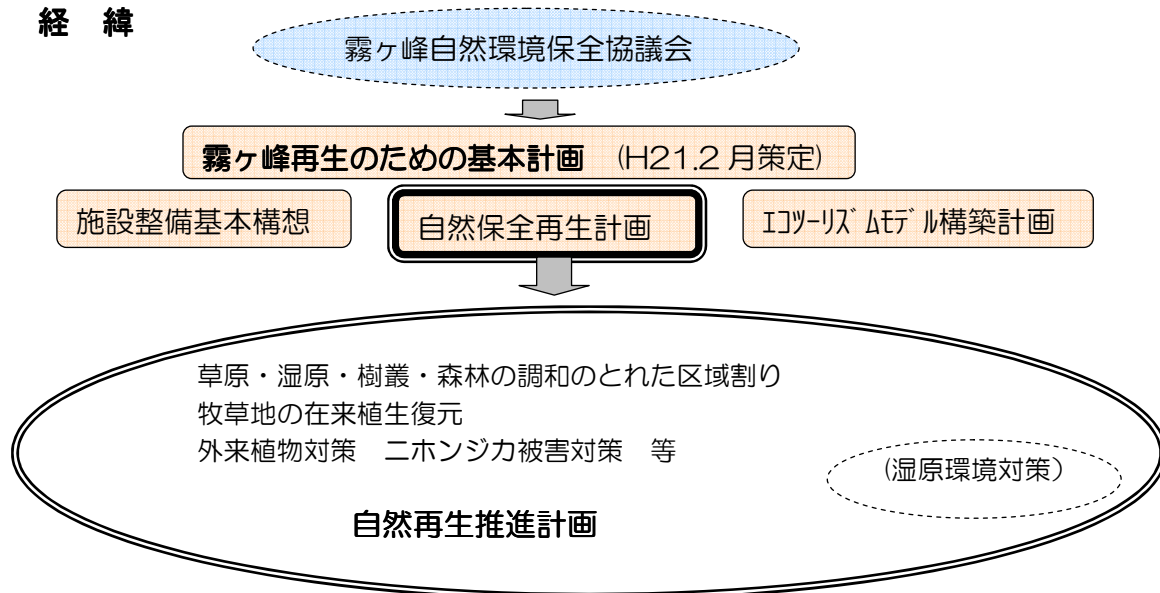 経 緯
霧ヶ峰自然環境保全協議会
霧ヶ峰再生のための基本計画 (H21.2月策定)
施設整備基本構想
自然保全再生計画
ｴｺﾂｰﾘｽﾞﾑﾓﾃﾞﾙ構築計画
草原・湿原・樹叢・森林の調和のとれた区域割り
牧草地の在来植生復元
外来植物対策 ニホンジカ被害対策 等
(湿原環境対策)
自然再生推進計画